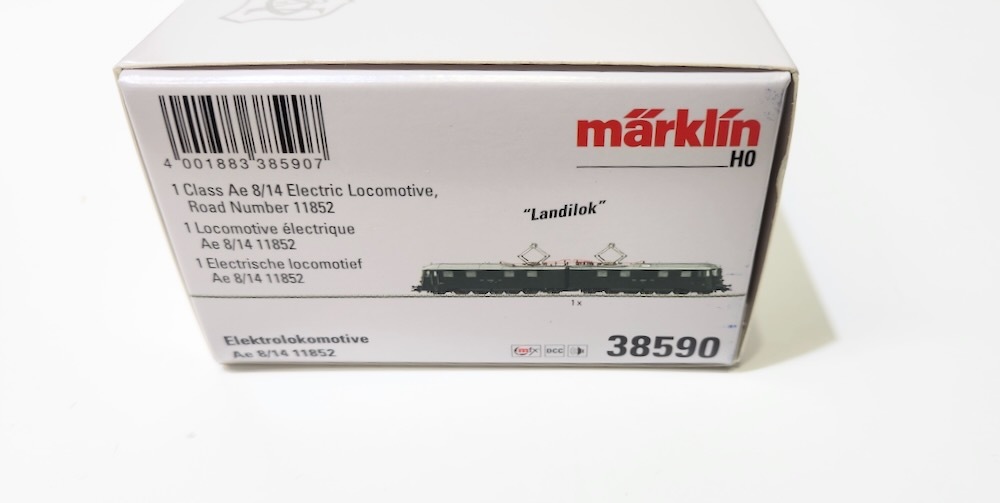 4 001883 385907
1 Class Ae 8/14 Electric Locomotive,
Road Number 11852
1 Locomotive électrique
Ae 8/14 11852
1 Electrische locomotief
Ae 8/14 11852
Elektrolokomotive
Ae 8/14 11852
märklin
H0
"Landilok"
1x
mfx DCC
38590